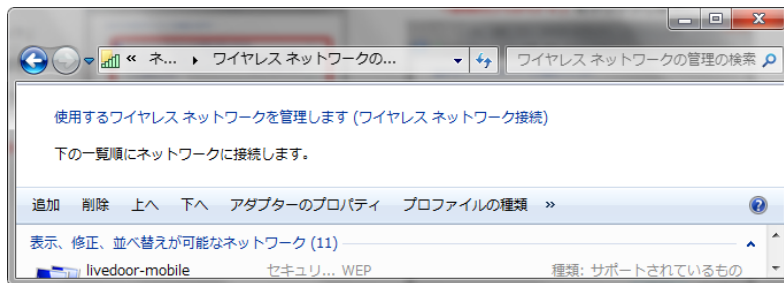 « ネ... ▸ ワイヤレス ネットワークの... ワイヤレス ネットワークの管理の検索
使用するワイヤレス ネットワークを管理します (ワイヤレス ネットワーク接続)
下の一覧順にネットワークに接続します。
追加 削除 上へ 下へ アダプターのプロパティ プロファイルの種類 »
表示、修正、並べ替えが可能なネットワーク (11)
livedoor-mobile セキュリ... WEP 種類: サポートされているもの